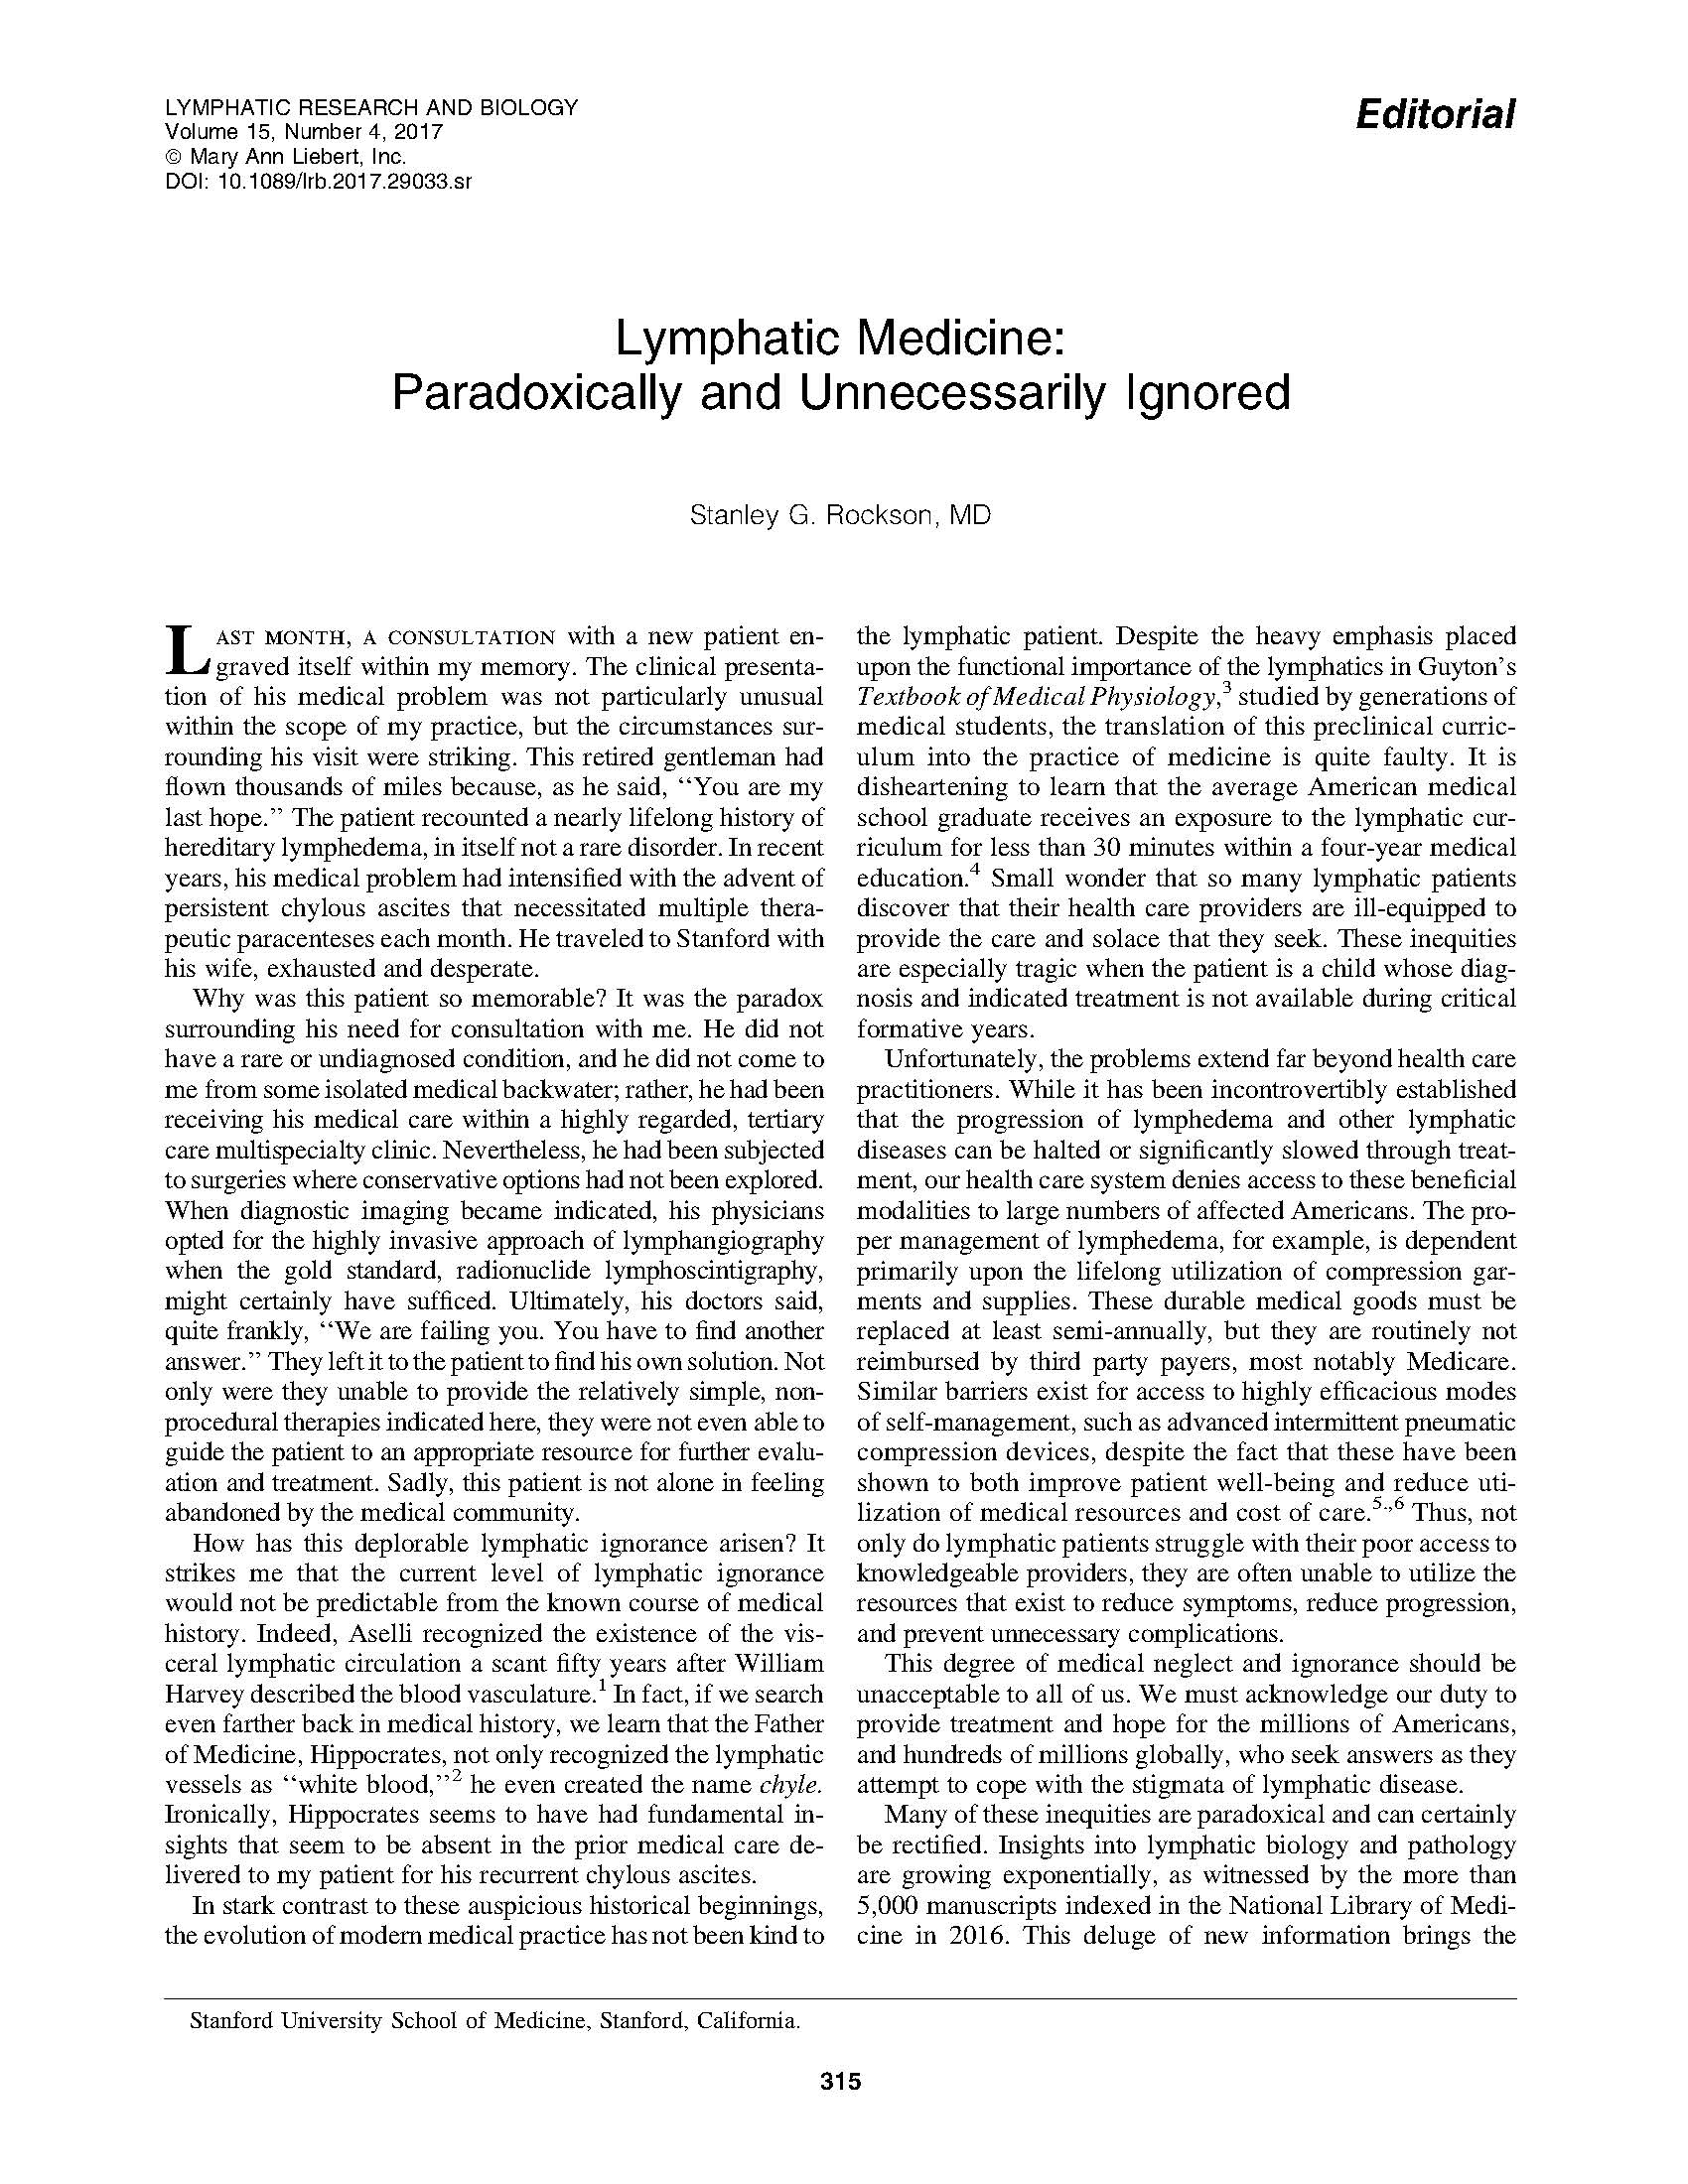 LYMPHATIC RESEARCH AND BIOLOGY
Volume 15, Number 4, 2017
© Mary Ann Liebert, Inc.
DOI: 10.1089/lrb.2017.29033.sr
Editorial
Lymphatic Medicine:
Paradoxically and Unnecessarily Ignored
Stanley G. Rockson, MD
LAST MONTH, A CONSULTATION with a new patient en-
graved itself within my memory. The clinical presenta-
tion of his medical problem was not particularly unusual
within the scope of my practice, but the circumstances sur-
rounding his visit were striking. This retired gentleman had
flown thousands of miles because, as he said, ‘‘You are my
last hope.’’ The patient recounted a nearly lifelong history of
hereditary lymphedema, in itself not a rare disorder. In recent
years, his medical problem had intensified with the advent of
persistent chylous ascites that necessitated multiple thera-
peutic paracenteses each month. He traveled to Stanford with
his wife, exhausted and desperate.
Why was this patient so memorable? It was the paradox
surrounding his need for consultation with me. He did not
have a rare or undiagnosed condition, and he did not come to
me from some isolated medical backwater; rather, he had been
receiving his medical care within a highly regarded, tertiary
care multispecialty clinic. Nevertheless, he had been subjected
to surgeries where conservative options had not been explored.
When diagnostic imaging became indicated, his physicians
opted for the highly invasive approach of lymphangiography
when the gold standard, radionuclide lymphoscintigraphy,
might certainly have sufficed. Ultimately, his doctors said,
quite frankly, ‘‘We are failing you. You have to find another
answer.’’ They left it to the patient to find his own solution. Not
only were they unable to provide the relatively simple, non-
procedural therapies indicated here, they were not even able to
guide the patient to an appropriate resource for further evalu-
ation and treatment. Sadly, this patient is not alone in feeling
abandoned by the medical community.
How has this deplorable lymphatic ignorance arisen? It
strikes me that the current level of lymphatic ignorance
would not be predictable from the known course of medical
history. Indeed, Aselli recognized the existence of the vis-
ceral lymphatic circulation a scant fifty years after William
Harvey described the blood vasculature.1 In fact, if we search
even farther back in medical history, we learn that the Father
of Medicine, Hippocrates, not only recognized the lymphatic
vessels as ‘‘white blood,’’2 he even created the name chyle.
Ironically, Hippocrates seems to have had fundamental in-
sights that seem to be absent in the prior medical care de-
livered to my patient for his recurrent chylous ascites.
In stark contrast to these auspicious historical beginnings,
the evolution of modern medical practice has not been kind to
the lymphatic patient. Despite the heavy emphasis placed
upon the functional importance of the lymphatics in Guyton’s
Textbook of Medical Physiology,3 studied by generations of
medical students, the translation of this preclinical curric-
ulum into the practice of medicine is quite faulty. It is
disheartening to learn that the average American medical
school graduate receives an exposure to the lymphatic cur-
riculum for less than 30 minutes within a four-year medical
education.4 Small wonder that so many lymphatic patients
discover that their health care providers are ill-equipped to
provide the care and solace that they seek. These inequities
are especially tragic when the patient is a child whose diag-
nosis and indicated treatment is not available during critical
formative years.
Unfortunately, the problems extend far beyond health care
practitioners. While it has been incontrovertibly established
that the progression of lymphedema and other lymphatic
diseases can be halted or significantly slowed through treat-
ment, our health care system denies access to these beneficial
modalities to large numbers of affected Americans. The pro-
per management of lymphedema, for example, is dependent
primarily upon the lifelong utilization of compression gar-
ments and supplies. These durable medical goods must be
replaced at least semi-annually, but they are routinely not
reimbursed by third party payers, most notably Medicare.
Similar barriers exist for access to highly efficacious modes
of self-management, such as advanced intermittent pneumatic
compression devices, despite the fact that these have been
shown to both improve patient well-being and reduce uti-
lization of medical resources and cost of care.5.,6 Thus, not
only do lymphatic patients struggle with their poor access to
knowledgeable providers, they are often unable to utilize the
resources that exist to reduce symptoms, reduce progression,
and prevent unnecessary complications.
This degree of medical neglect and ignorance should be
unacceptable to all of us. We must acknowledge our duty to
provide treatment and hope for the millions of Americans,
and hundreds of millions globally, who seek answers as they
attempt to cope with the stigmata of lymphatic disease.
Many of these inequities are paradoxical and can certainly
be rectified. Insights into lymphatic biology and pathology
are growing exponentially, as witnessed by the more than
5,000 manuscripts indexed in the National Library of Medi-
cine in 2016. This deluge of new information brings the
Stanford University School of Medicine, Stanford, California.
315